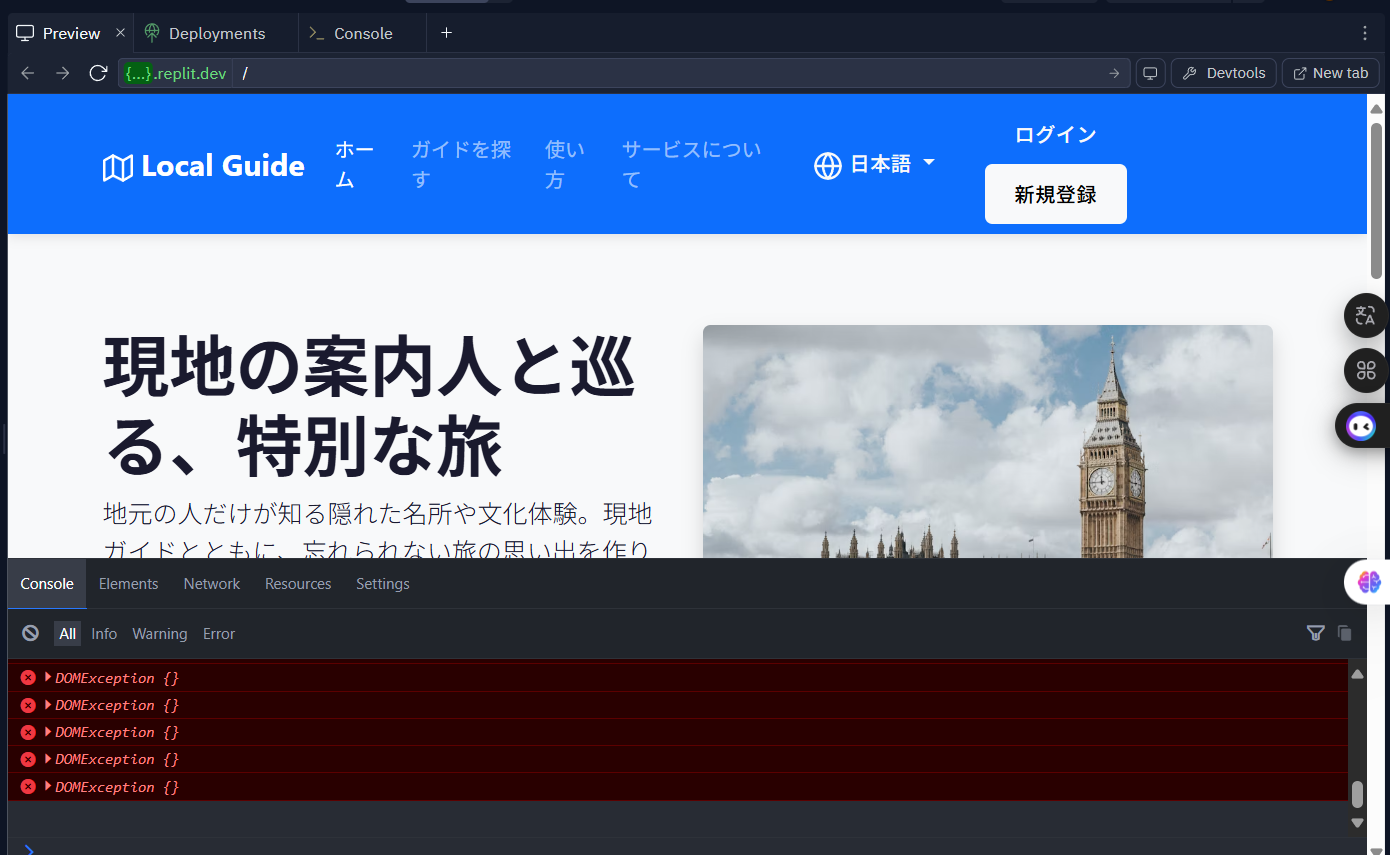 Preview
Deployments
Console
{...}.replit.dev /
Devtools
New tab
Local Guide
ホー
ム
ガイドを探
す
使い
方
サービスについ
て
日本語
ログイン
新規登録
現地の案内人と巡
る、特別な旅
地元の人だけが知る隠れた名所や文化体験。現地
ガイドとともに、忘れられない旅の思い出を作り
Console
Elements
Network
Resources
Settings
All
Info
Warning
Error
DOMException {}
DOMException {}
DOMException {}
DOMException {}
DOMException {}